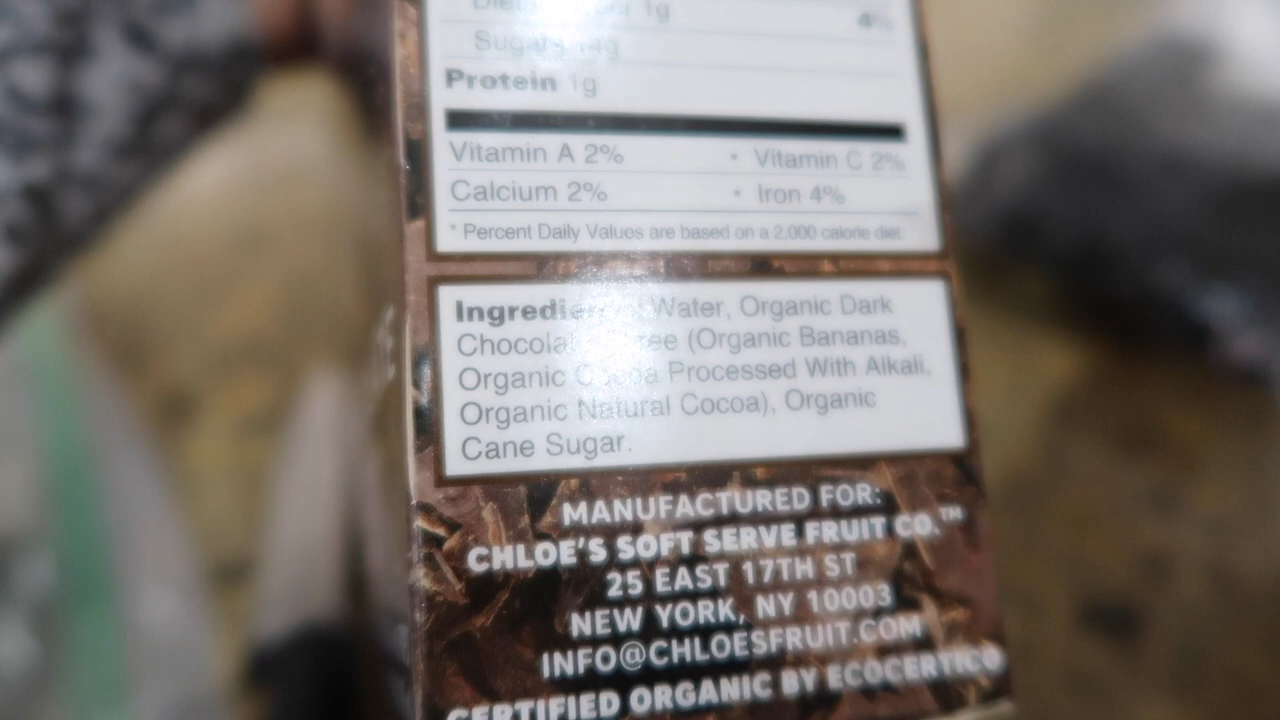 1g
4%
Sugars 14g
Protein 1g
Vitamin A 2% • Vitamin C 2%
Calcium 2% • Iron 4%
* Percent Daily Values are based on a 2,000 calorie diet.
Water, Organic Dark
(Organic Bananas,
Organic Cocoa Processed With Alkali,
Organic Natural Cocoa), Organic
Cane Sugar.
MANUFACTURED FOR:
CHLOE'S SOFT SERVE FRUIT CO.™
25 EAST 17TH ST
NEW YORK, NY 10003
INFO@CHLOESFRUIT.COM
CERTIFIED ORGANIC BY ECOCERTICO